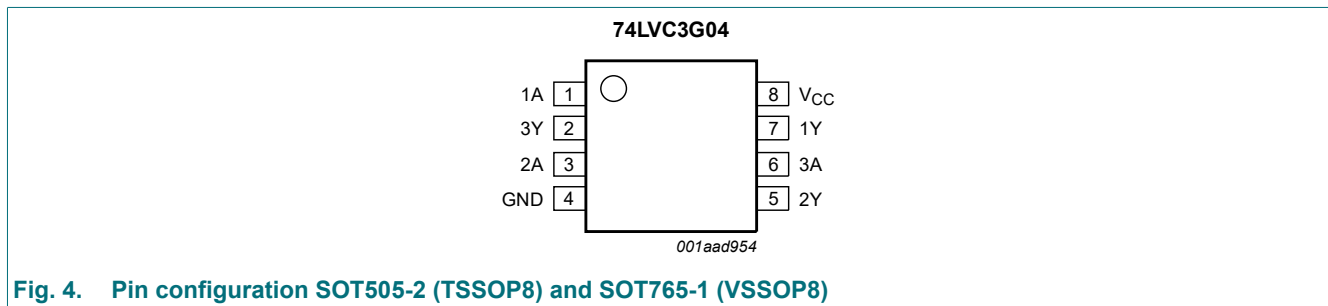 74LVC3G04
1A 1 8 VCC
3Y 2 7 1Y
2A 3 6 3A
GND 4 5 2Y
001aad954
Fig. 4. Pin configuration SOT505-2 (TSSOP8) and SOT765-1 (VSSOP8)